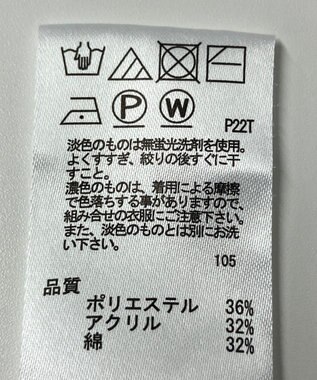 P W P22T
淡色のものは無蛍光洗剤を使用。
よくすすぎ、絞りの後すぐに干
すこと。
濃色のものは、着用による摩擦
で色落ちする事がありますので、
組み合せの衣服にご注意下さい。
また、淡色のものとは別にお洗
い下さい。
105
品質
ポリエステル 36%
アクリル 32%
綿 32%